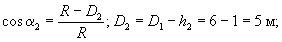 cos α₂ = (R − D₂)/R; D₂ = D₁ − h₂ = 6 − 1 = 5 м;